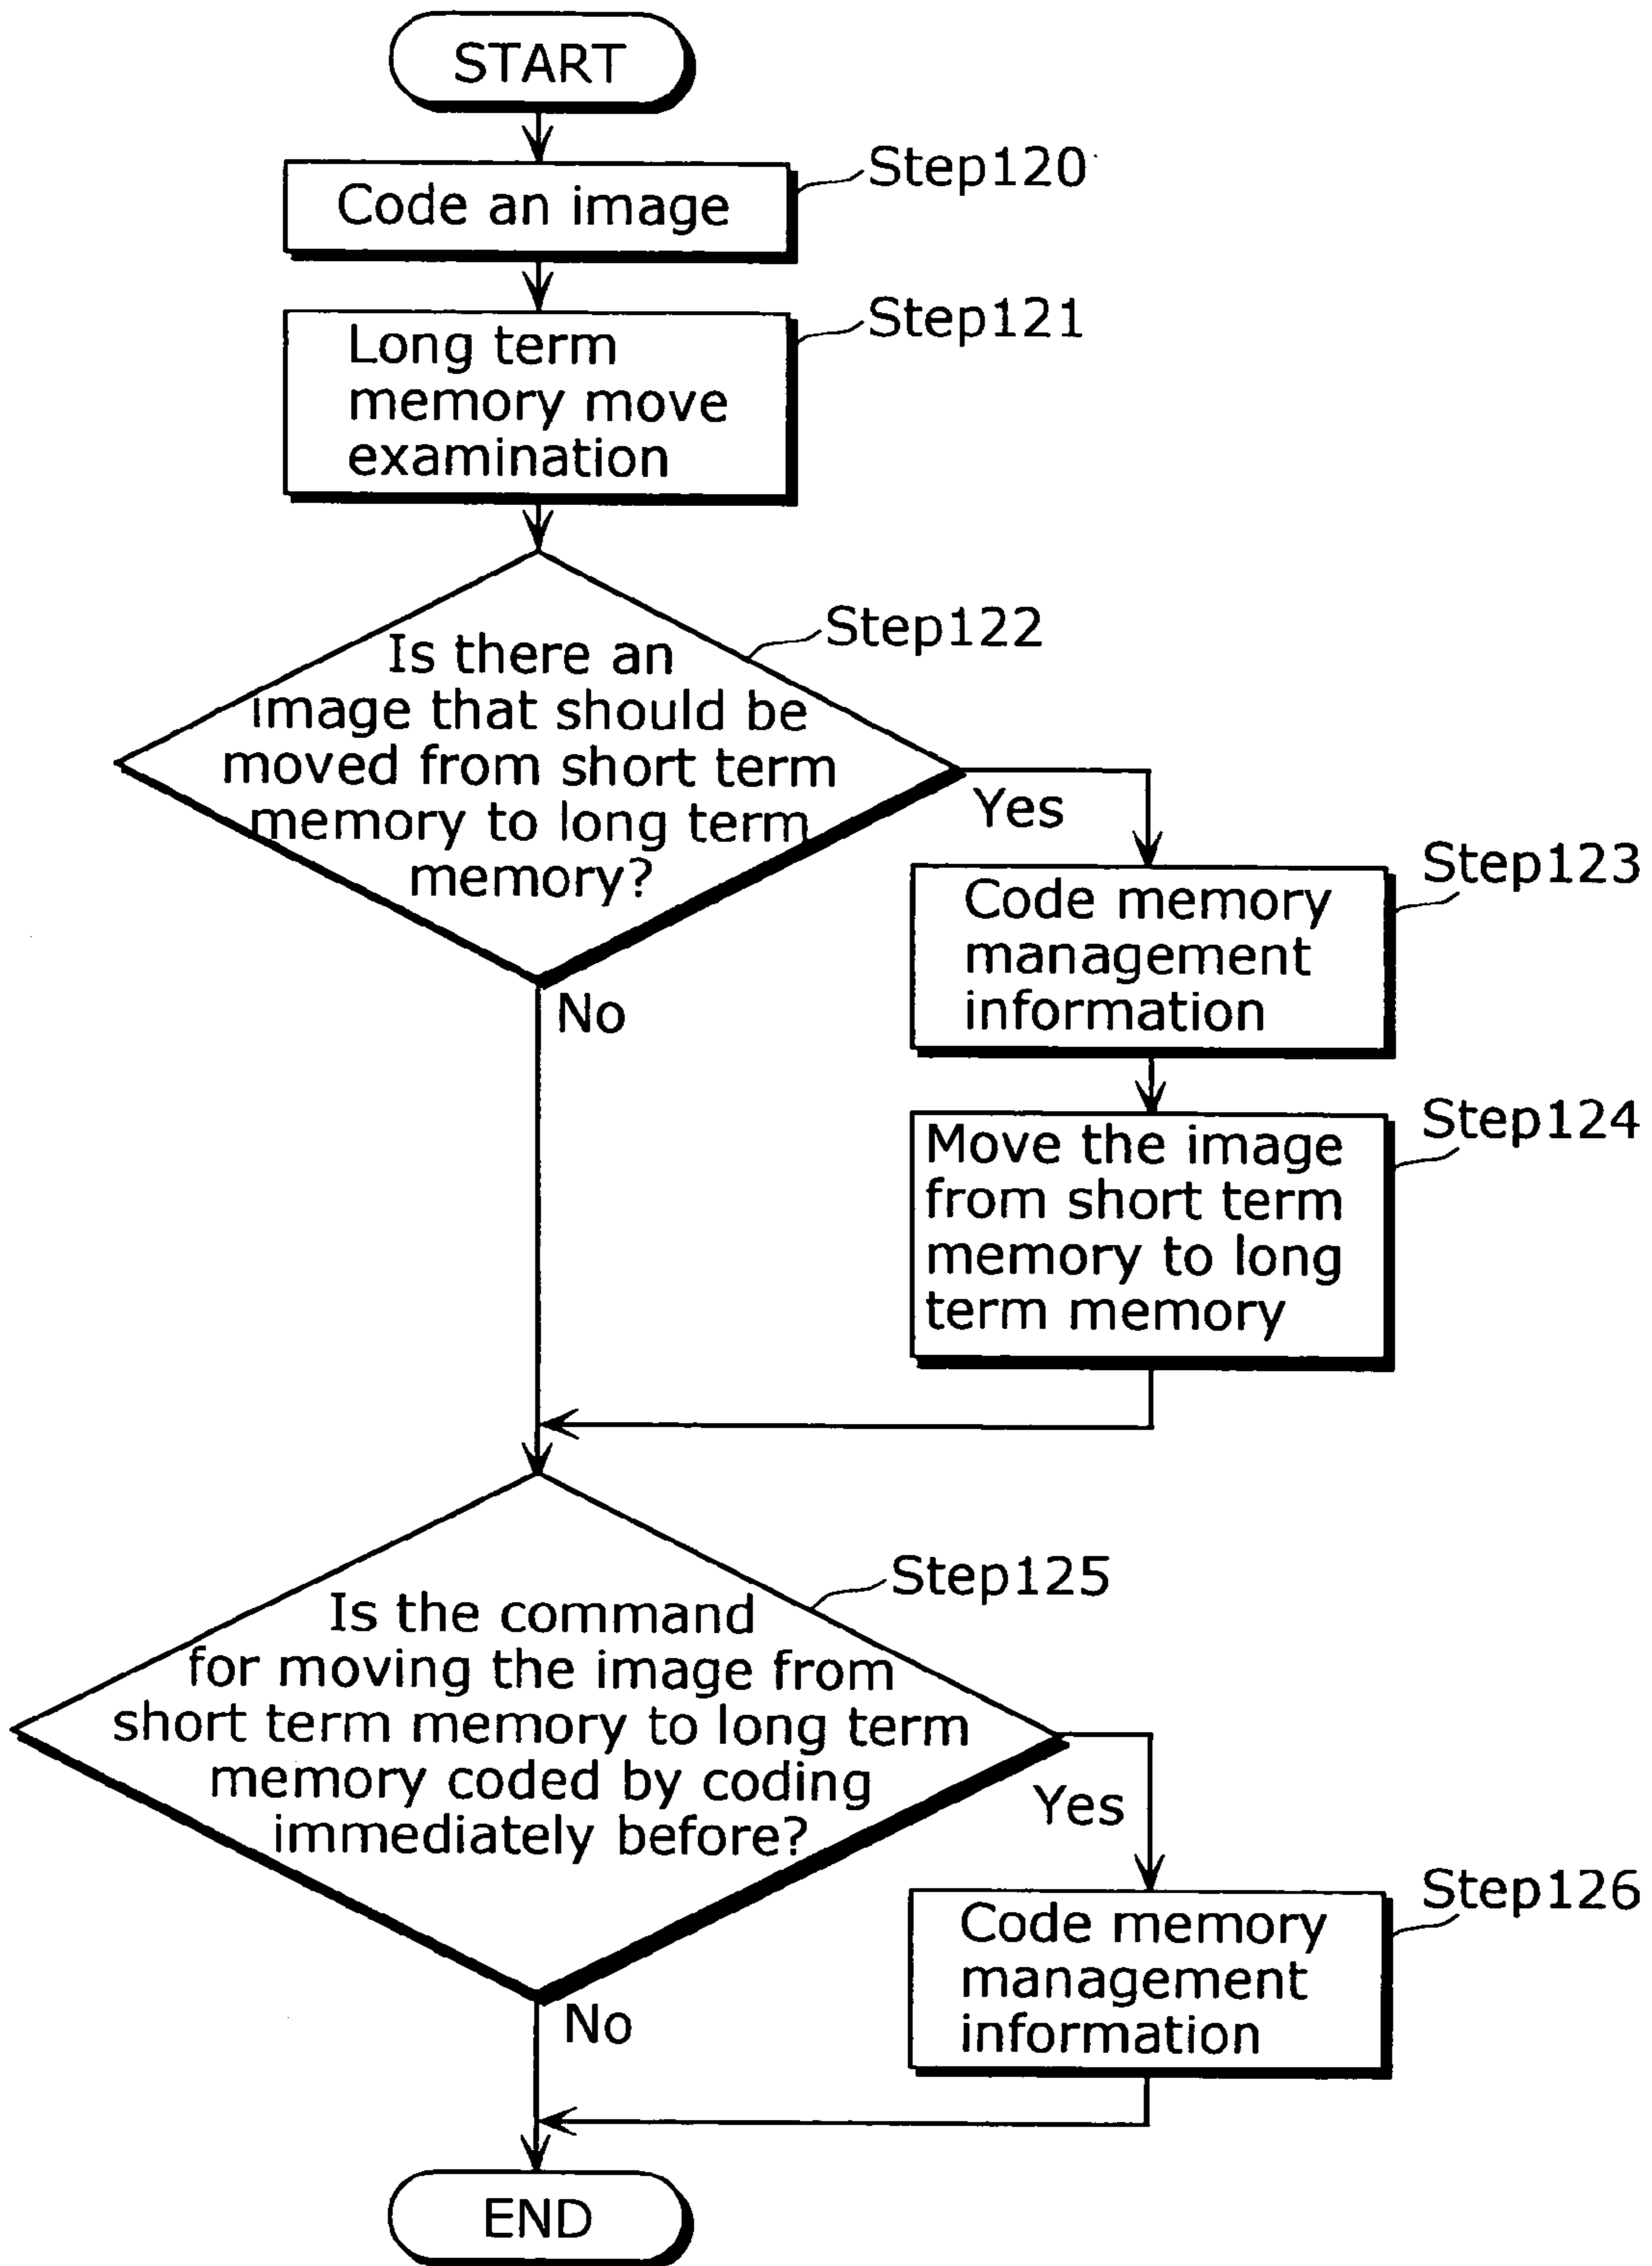 START
Step120
Code an image
Step121
Long term
memory move
examination
Step122
Is there an
image that should be
moved from short term
memory to long term
memory?
Yes
No
Step123
Code memory
management
information
Step124
Move the image
from short term
memory to long
term memory
Step125
Is the command
for moving the image from
short term memory to long term
memory coded by coding
immediately before?
Yes
No
Step126
Code memory
management
information
END